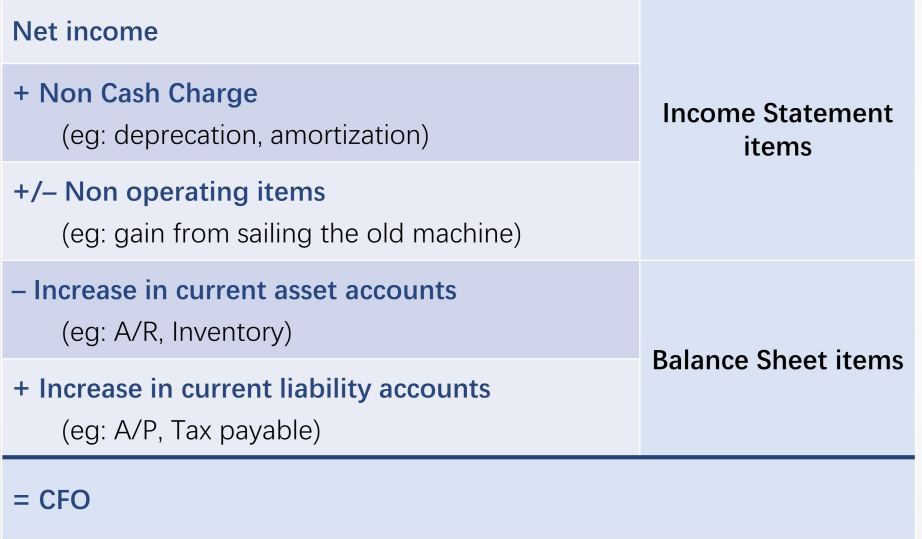 Net income
+ Non Cash Charge
(eg: deprecation, amortization)
+/– Non operating items
(eg: gain from sailing the old machine)
Income Statement
items
– Increase in current asset accounts
(eg: A/R, Inventory)
+ Increase in current liability accounts
(eg: A/P, Tax payable)
Balance Sheet items
= CFO